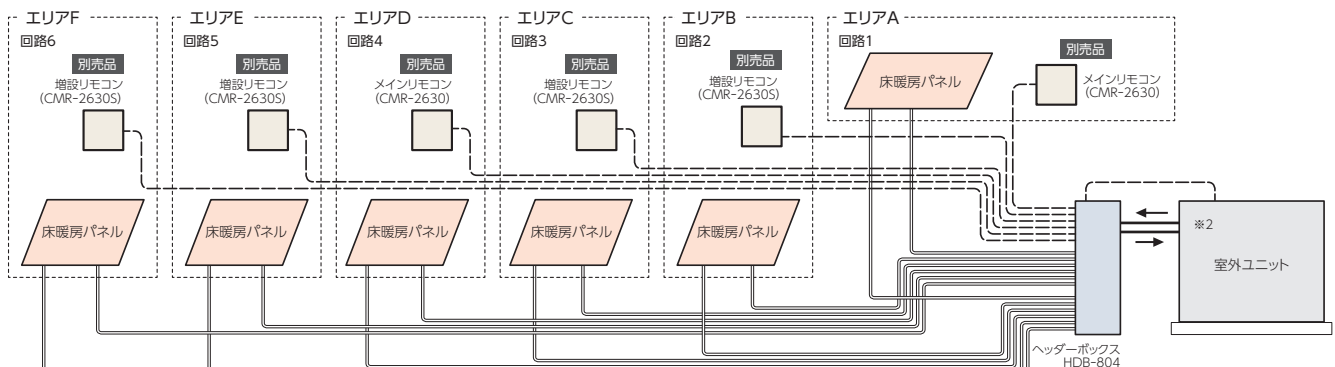 エリアF
回路6
別売品
増設リモコン
(CMR-2630S)
床暖房パネル
エリアE
回路5
別売品
増設リモコン
(CMR-2630S)
床暖房パネル
エリアD
回路4
別売品
メインリモコン
(CMR-2630)
床暖房パネル
エリアC
回路3
別売品
増設リモコン
(CMR-2630S)
床暖房パネル
エリアB
回路2
別売品
増設リモコン
(CMR-2630S)
床暖房パネル
エリアA
回路1
床暖房パネル
別売品
メインリモコン
(CMR-2630)
※2
室外ユニット
ヘッダーボックス
HDB-804